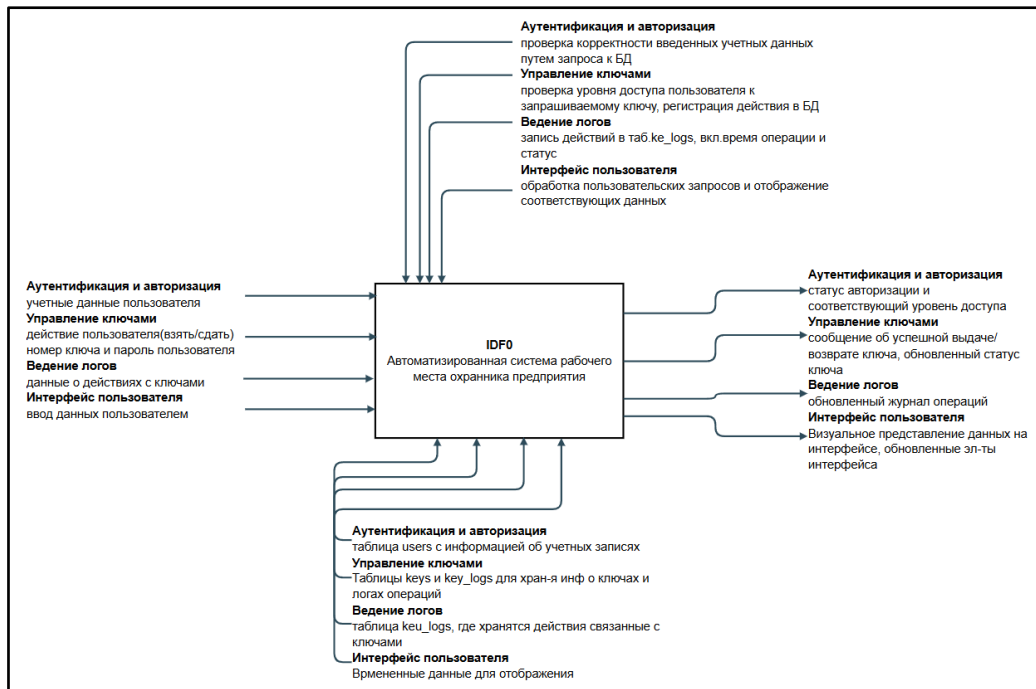 Аутентификация и авторизация
проверка корректности введенных учетных данных
путем запроса к БД
Управление ключами
проверка уровня доступа пользователя к
запрашиваемому ключу, регистрация действия в БД
Ведение логов
запись действий в таб.ke_logs, вкл.время операции и
статус
Интерфейс пользователя
обработка пользовательских запросов и отображение
соответствующих данных
Аутентификация и авторизация
учетные данные пользователя
Управление ключами
действие пользователя(взять/сдать)
номер ключа и пароль пользователя
Ведение логов
данные о действиях с ключами
Интерфейс пользователя
ввод данных пользователем
IDF0
Автоматизированная система рабочего
места охранника предприятия
Аутентификация и авторизация
статус авторизации и
соответствующий уровень доступа
Управление ключами
сообщение об успешной выдаче/
возврате ключа, обновленный статус
ключа
Ведение логов
обновленный журнал операций
Интерфейс пользователя
Визуальное представление данных на
интерфейсе, обновленные эл-ты
интерфейса
Аутентификация и авторизация
таблица users с информацией об учетных записях
Управление ключами
Таблицы keys и key_logs для хран-я инф о ключах и
логах операций
Ведение логов
таблица keu_logs, где хранятся действия связанные с
ключами
Интерфейс пользователя
Врмененные данные для отображения